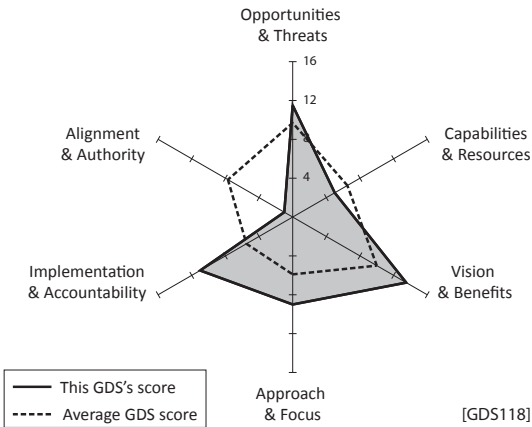 Opportunities
& Threats
16
12
4
Alignment
& Authority
Capabilities
& Resources
Implementation
& Accountability
Vision
& Benefits
This GDS's score
Average GDS score
Approach
& Focus
[GDS118]